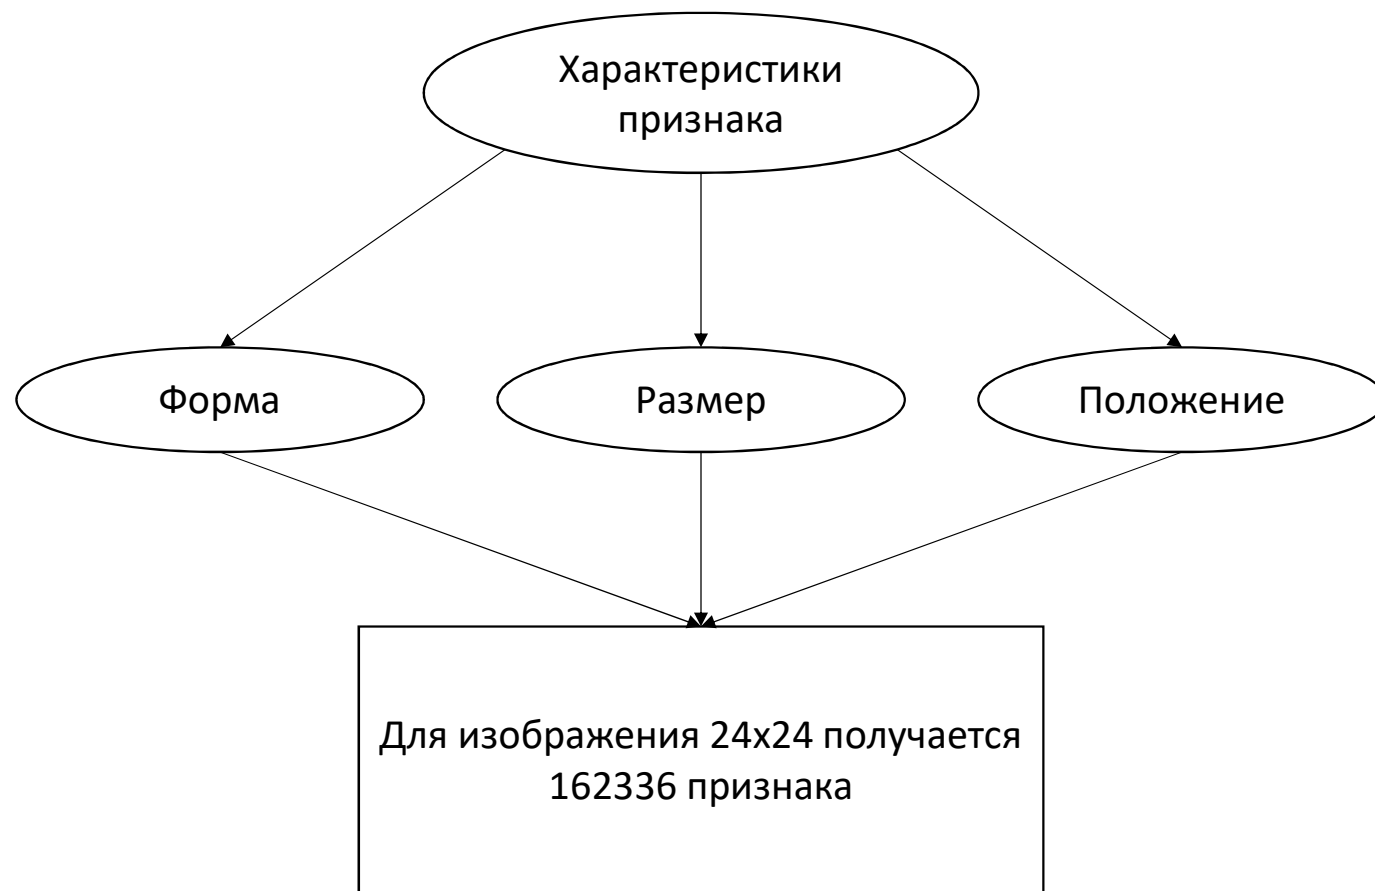 Характеристики
признака
Форма
Размер
Положение
Для изображения 24x24 получается
162336 признака